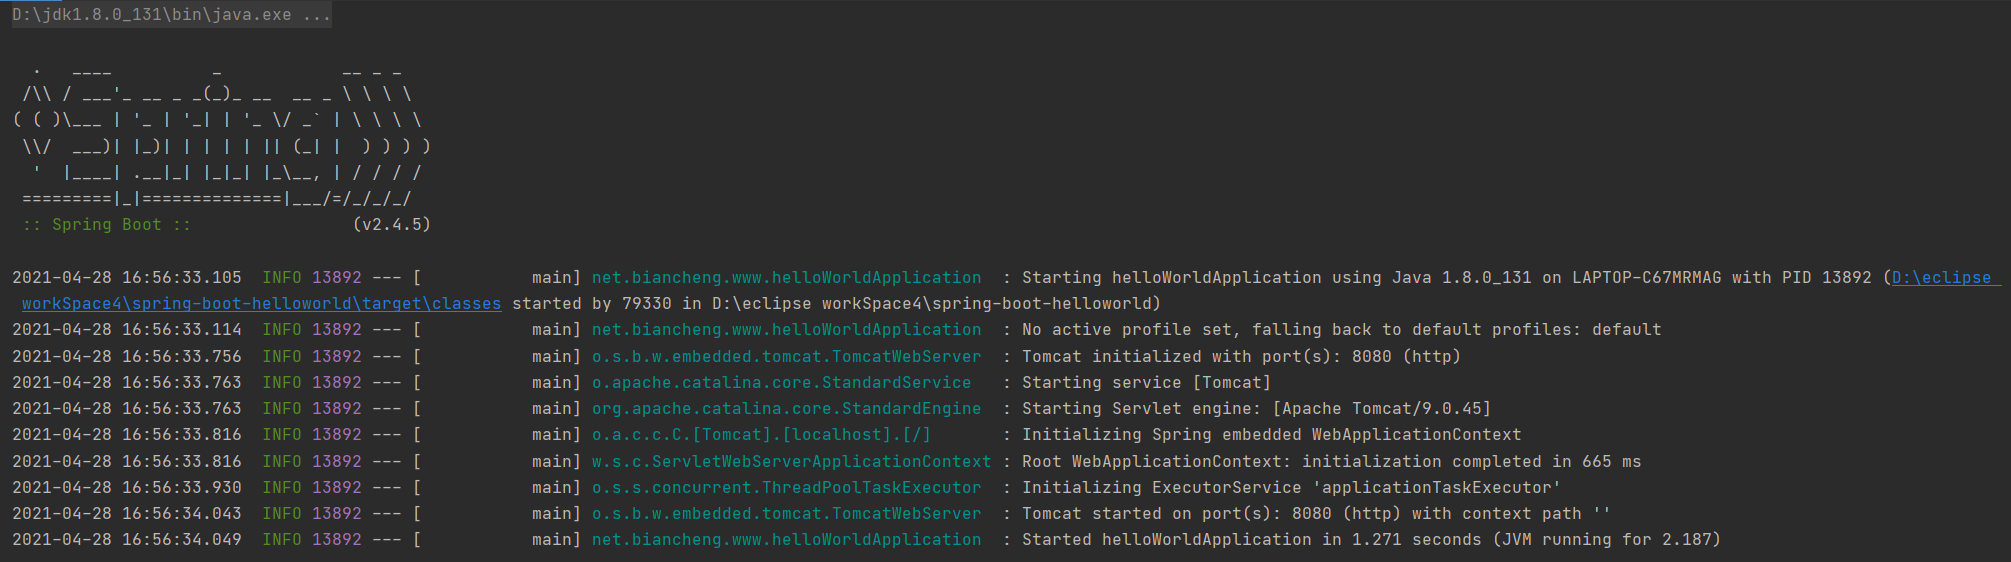 D:\jdk1.8.0_131\bin\java.exe ...
  .   ____          _            __ _ _
 /\\ / ___'_ __ _ _(_)_ __  __ _ \ \ \ \
( ( )\___ | '_ | '_| | '_ \/ _` | \ \ \ \
 \\/  ___)| |_)| | | | | || (_| |  ) ) ) )
  '  |____| .__|_| |_|_| |_\__, | / / / /
 =========|_|==============|___/=/_/_/_/
 :: Spring Boot ::                (v2.4.5)
2021-04-28 16:56:33.105  INFO 13892 --- [           main] net.biancheng.www.helloWorldApplication  : Starting helloWorldApplication using Java 1.8.0_131 on LAPTOP-C67MRMAG with PID 13892 (D:\eclipse
 workSpace4\spring-boot-helloworld\target\classes started by 79330 in D:\eclipse workSpace4\spring-boot-helloworld)
2021-04-28 16:56:33.114  INFO 13892 --- [           main] net.biancheng.www.helloWorldApplication  : No active profile set, falling back to default profiles: default
2021-04-28 16:56:33.756  INFO 13892 --- [           main] o.s.b.w.embedded.tomcat.TomcatWebServer  : Tomcat initialized with port(s): 8080 (http)
2021-04-28 16:56:33.763  INFO 13892 --- [           main] o.apache.catalina.core.StandardService   : Starting service [Tomcat]
2021-04-28 16:56:33.763  INFO 13892 --- [           main] org.apache.catalina.core.StandardEngine  : Starting Servlet engine: [Apache Tomcat/9.0.45]
2021-04-28 16:56:33.816  INFO 13892 --- [           main] o.a.c.c.C.[Tomcat].[localhost].[/]       : Initializing Spring embedded WebApplicationContext
2021-04-28 16:56:33.816  INFO 13892 --- [           main] w.s.c.ServletWebServerApplicationContext : Root WebApplicationContext: initialization completed in 665 ms
2021-04-28 16:56:33.930  INFO 13892 --- [           main] o.s.s.concurrent.ThreadPoolTaskExecutor  : Initializing ExecutorService 'applicationTaskExecutor'
2021-04-28 16:56:34.043  INFO 13892 --- [           main] o.s.b.w.embedded.tomcat.TomcatWebServer  : Tomcat started on port(s): 8080 (http) with context path ''
2021-04-28 16:56:34.049  INFO 13892 --- [           main] net.biancheng.www.helloWorldApplication  : Started helloWorldApplication in 1.271 seconds (JVM running for 2.187)